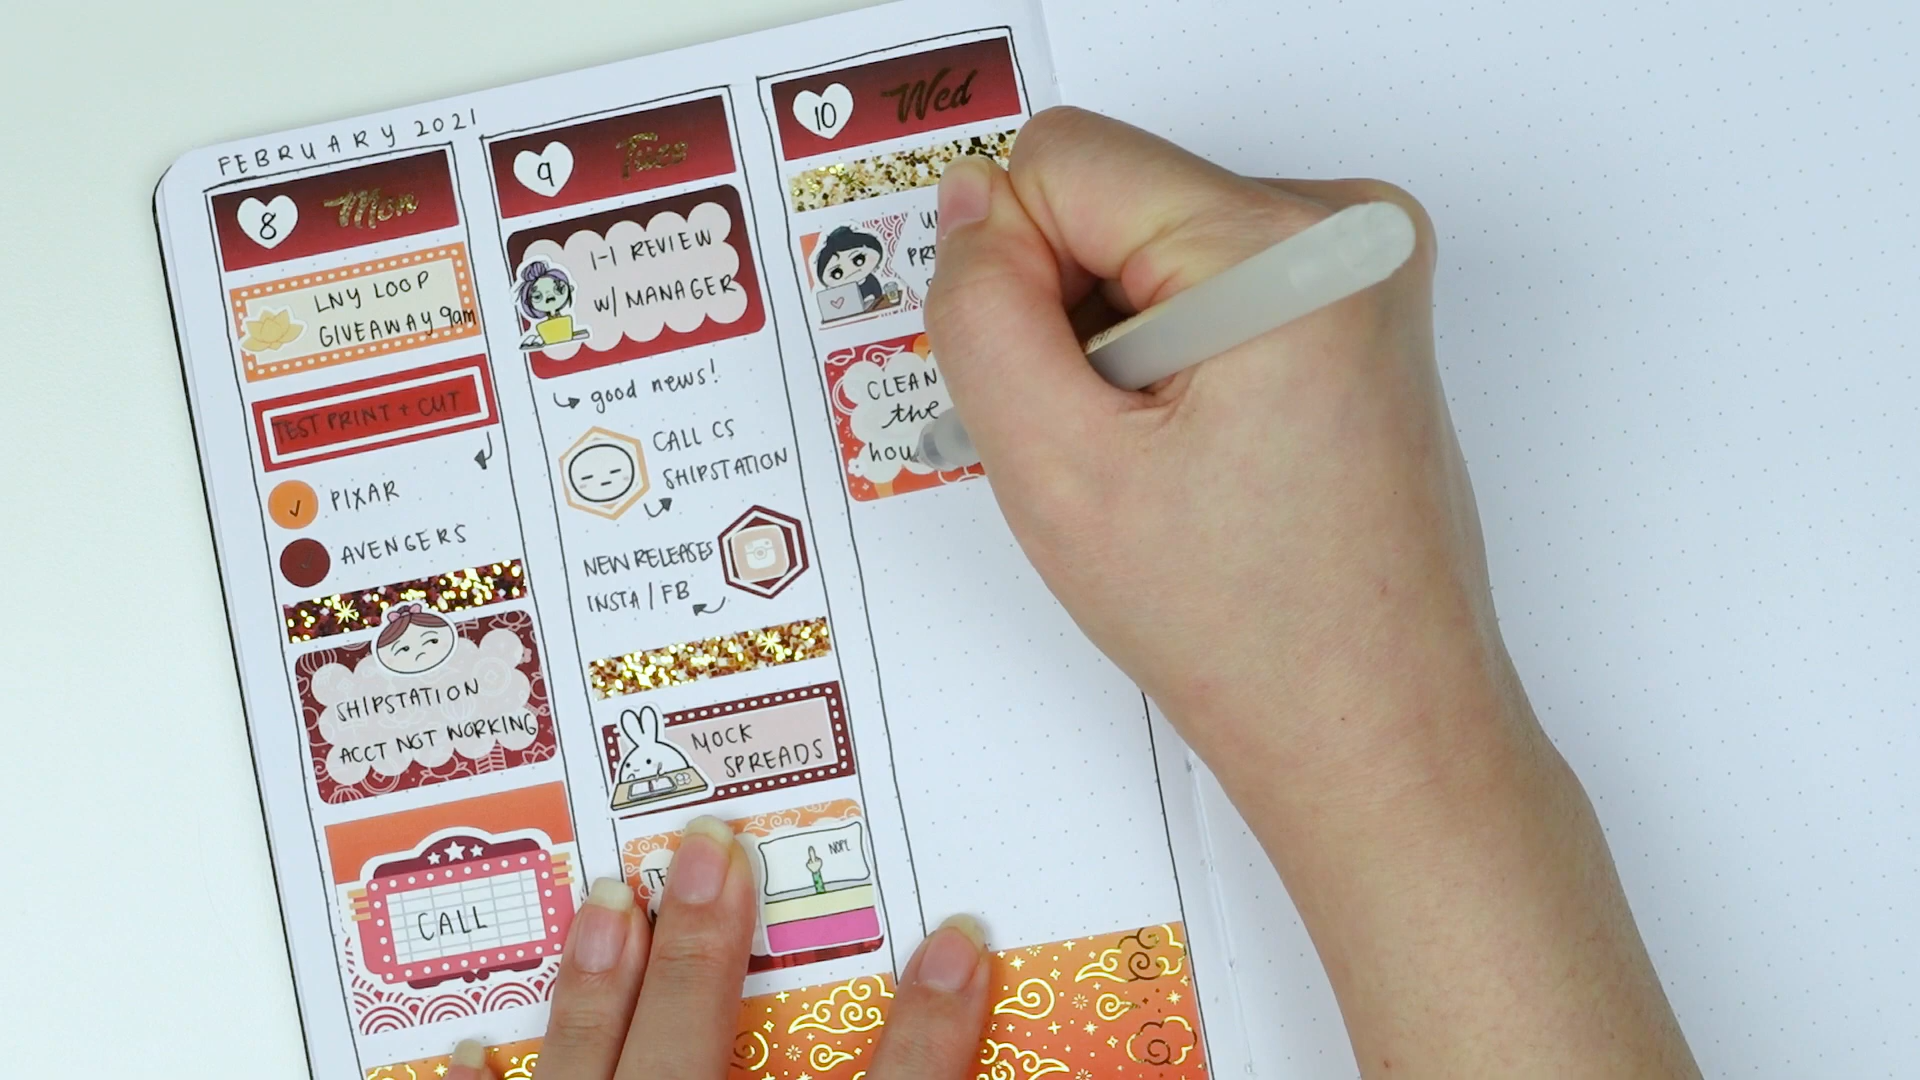 FEBRUARY 2021
8 Mon
LNY LOOP
GIVEAWAY 9am
TEST PRINT + CUT
PIXAR
AVENGERS
SHIPSTATION
ACCT NOT WORKING
CALL
9 Tues
1-1 REVIEW
W/ MANAGER
good news!
CALL CS
SHIPSTATION
NEW RELEASES
INSTA / FB
MOCK
SPREADS
NOPE
10 Wed
CLEAN
the